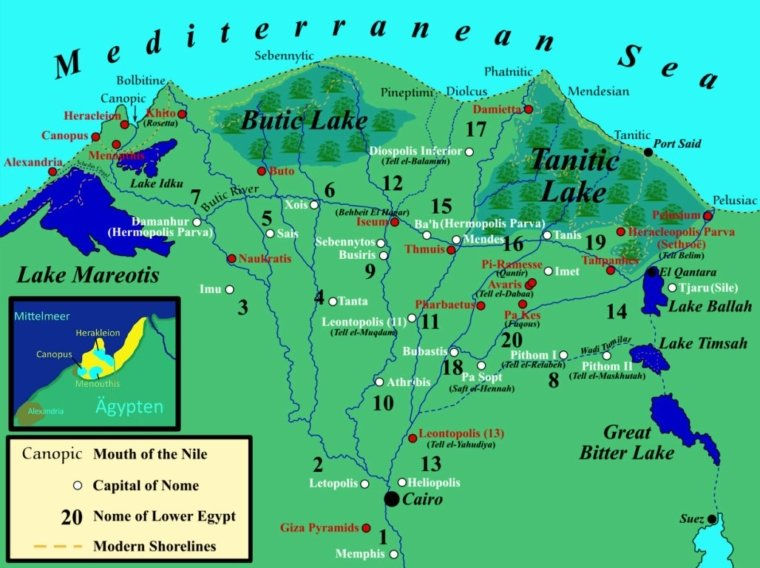 Mediterranean Sea
Sebennytic
Bolbitine
Canopic
Pineptimi
Diolcus
Phatnitic
Mendesian
Tanitic
Pelusiac
Heracleion
Khito
(Rosetta)
Canopus
Menouthis
Alexandria
Lake Idku
Butic Lake
Damietta
17
Diospolis Inferior
(Tell el-Balamun)
Tanitic
Lake
Port Said
Buto
7
Butic River
6
12
15
Xois
(Behbeit El Hagar)
Iseum
Ba'h (Hermopolis Parva)
Pelusium
Damanhur
(Hermopolis Parva)
5
Sais
Sebennytos
Busiris
9
Thmuis
Mendes
16
Tanis
19
Heracleopolis Parva
(Sethroë)
(Tell Belim)
Lake Mareotis
Naukratis
Pi-Ramesse
(Qantir)
Avaris
(Tell el-Dabaa)
Imet
Tahpanhes
El Qantara
Tjaru (Sile)
Lake Ballah
Imu
3
4
Tanta
Pharbaetus
Pa Kes
(Faqous)
14
Leontopolis (11)
(Tell el-Muqdam)
11
20
Lake Timsah
Bubastis
18
Pithom I
(Tell el-Retabeh)
8
Wadi Tumilat
Pithom II
(Tell el-Maskhutah)
Pa Sopt
(Saft el-Hennah)
Athribis
10
Great
Bitter Lake
Leontopolis (13)
(Tell el-Yahudiya)
2
13
Letopolis
Heliopolis
Cairo
Suez
Giza Pyramids
1
Memphis
Mittelmeer
Herakleion
Canopus
Menouthis
Alexandria
Ägypten
Canopic Mouth of the Nile
Capital of Nome
20 Nome of Lower Egypt
Modern Shorelines